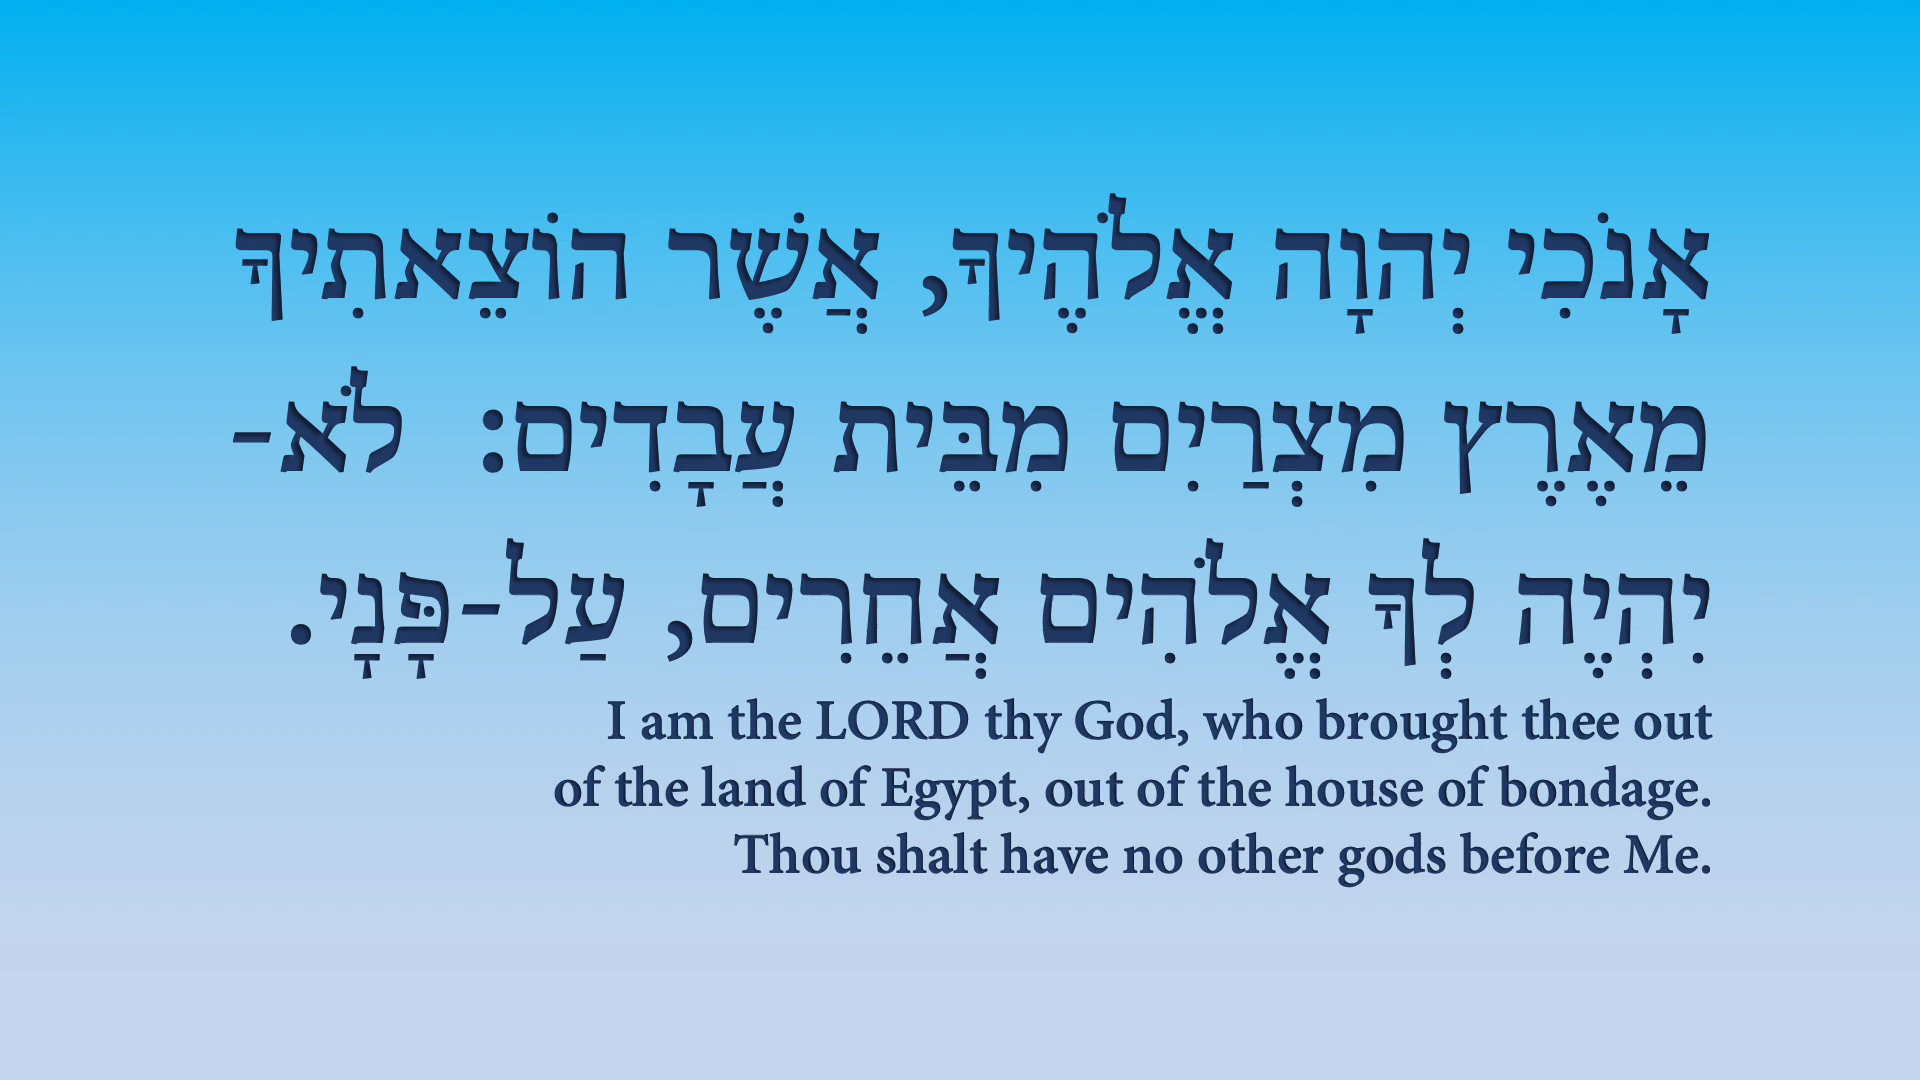 אָנֹכִי יְהוָה אֱלֹהֶיךָ, אֲשֶׁר הוֹצֵאתִיךָ
מֵאֶרֶץ מִצְרַיִם מִבֵּית עֲבָדִים: לֹא-
יִהְיֶה לְךָ אֱלֹהִים אֲחֵרִים, עַל-פָּנָי.
I am the LORD thy God, who brought thee out
of the land of Egypt, out of the house of bondage.
Thou shalt have no other gods before Me.